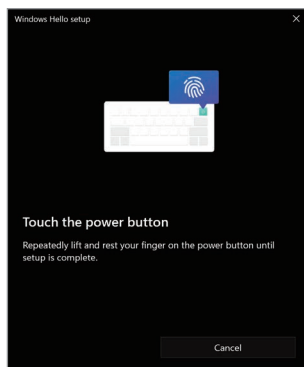 Windows Hello setup
Touch the power button
Repeatedly lift and rest your finger on the power button until
setup is complete.
Cancel